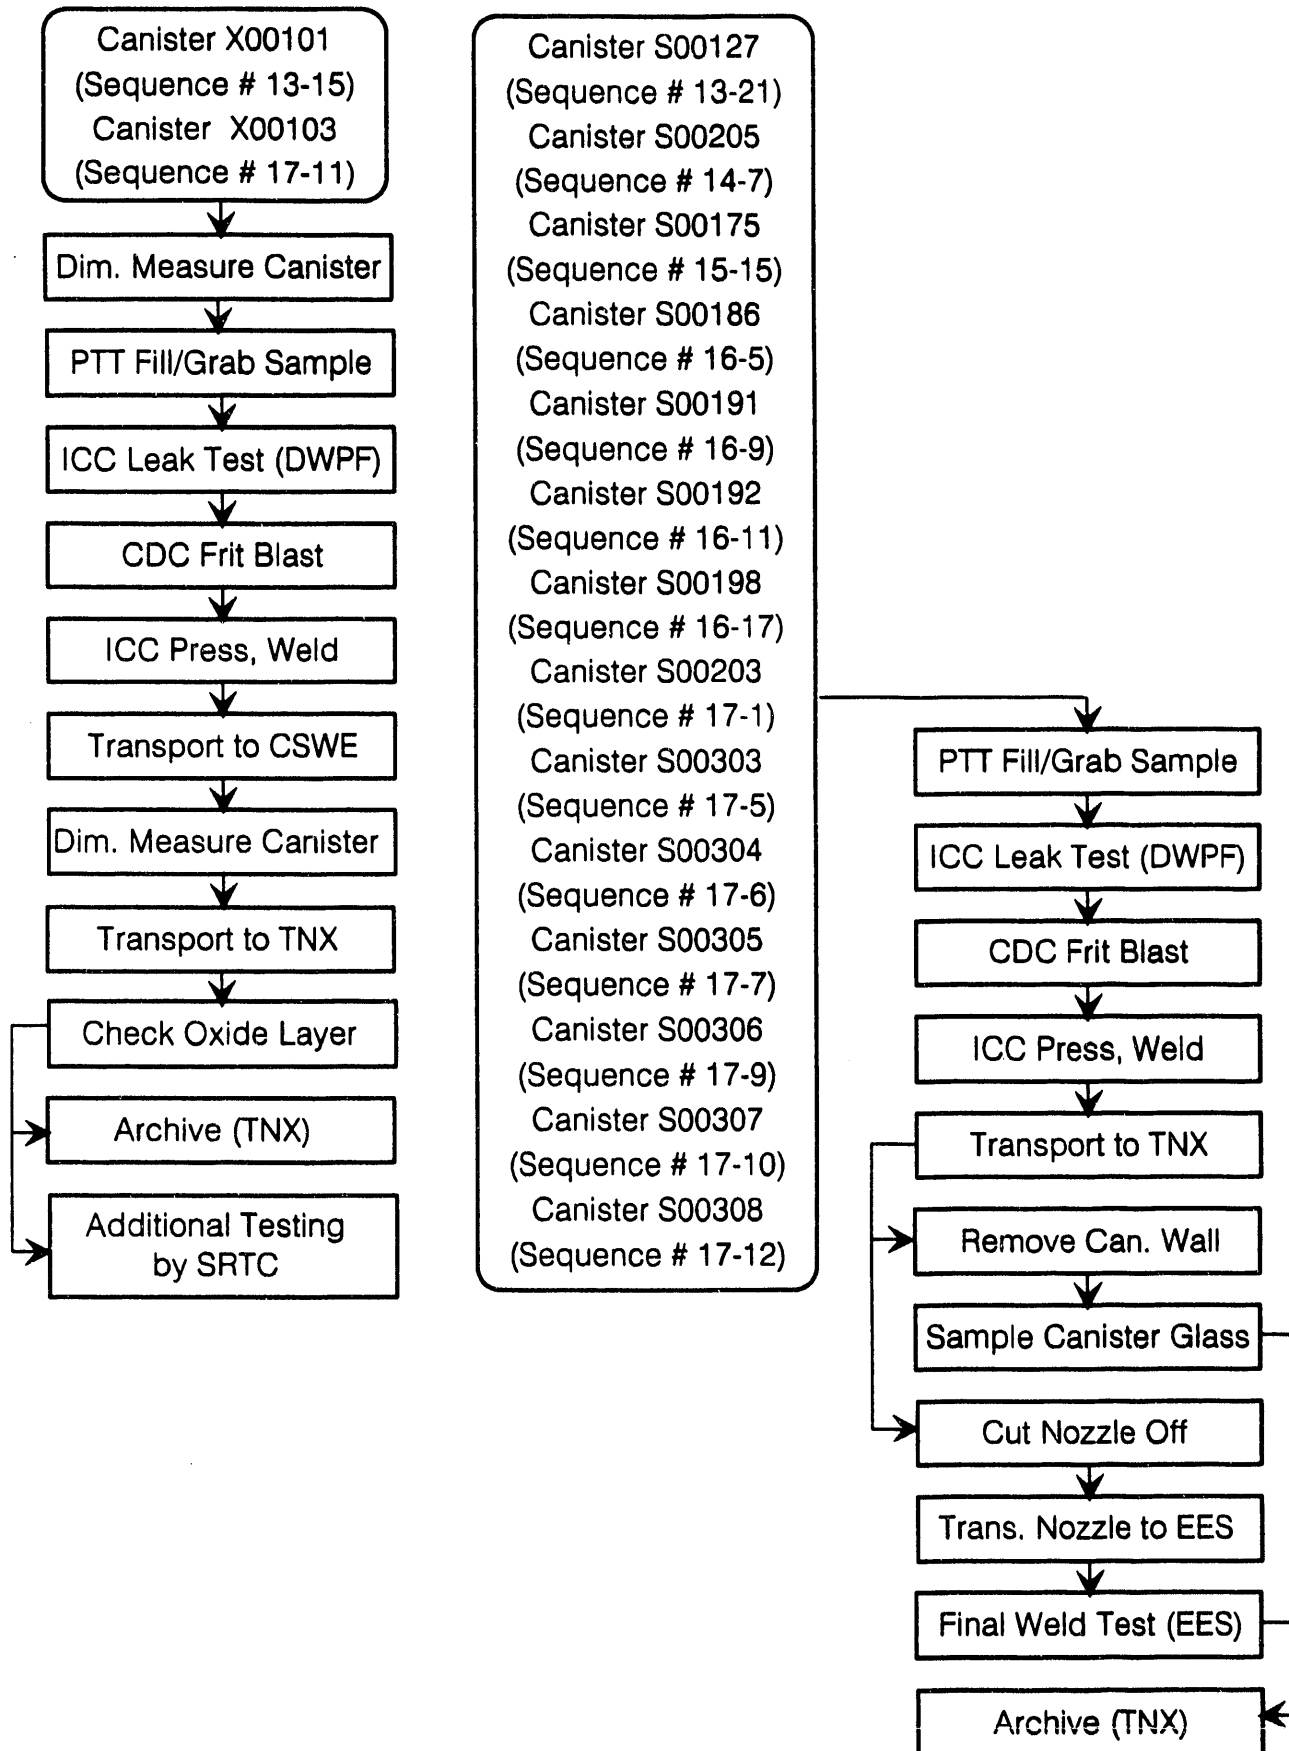 Canister X00101
(Sequence # 13-15)
Canister X00103
(Sequence # 17-11)
Dim. Measure Canister
PTT Fill/Grab Sample
ICC Leak Test (DWPF)
CDC Frit Blast
ICC Press, Weld
Transport to CSWE
Dim. Measure Canister
Transport to TNX
Check Oxide Layer
Archive (TNX)
Additional Testing
by SRTC
Canister S00127
(Sequence # 13-21)
Canister S00205
(Sequence # 14-7)
Canister S00175
(Sequence # 15-15)
Canister S00186
(Sequence # 16-5)
Canister S00191
(Sequence # 16-9)
Canister S00192
(Sequence # 16-11)
Canister S00198
(Sequence # 16-17)
Canister S00203
(Sequence # 17-1)
Canister S00303
(Sequence # 17-5)
Canister S00304
(Sequence # 17-6)
Canister S00305
(Sequence # 17-7)
Canister S00306
(Sequence # 17-9)
Canister S00307
(Sequence # 17-10)
Canister S00308
(Sequence # 17-12)
PTT Fill/Grab Sample
ICC Leak Test (DWPF)
CDC Frit Blast
ICC Press, Weld
Transport to TNX
Remove Can. Wall
Sample Canister Glass
Cut Nozzle Off
Trans. Nozzle to EES
Final Weld Test (EES)
Archive (TNX)